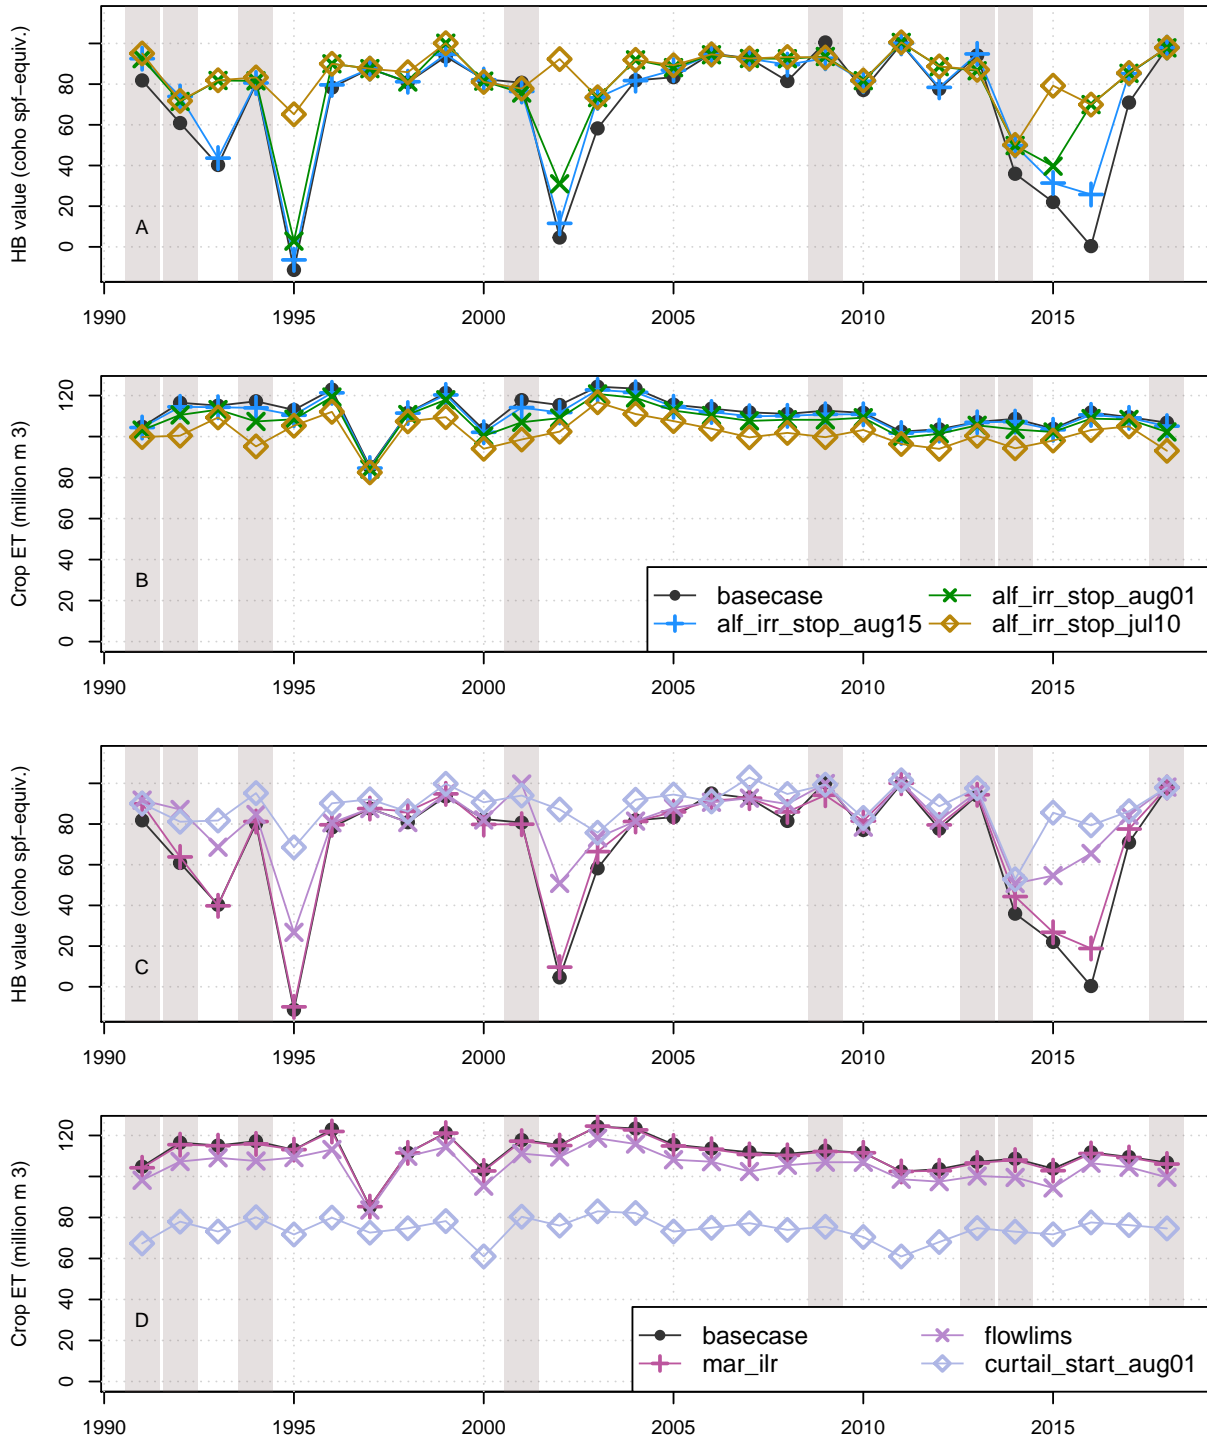 HB value (coho spf−equiv.)
80
60
40
20
0
A
1990 1995 2000 2005 2010 2015
Crop ET (million m 3)
120
80
60
40
20
0
B
basecase alf_irr_stop_aug01
alf_irr_stop_aug15 alf_irr_stop_jul10
1990 1995 2000 2005 2010 2015
HB value (coho spf−equiv.)
80
60
40
20
0
C
1990 1995 2000 2005 2010 2015
Crop ET (million m 3)
120
80
60
40
20
0
D
basecase flowlims
mar_ilr curtail_start_aug01
1990 1995 2000 2005 2010 2015